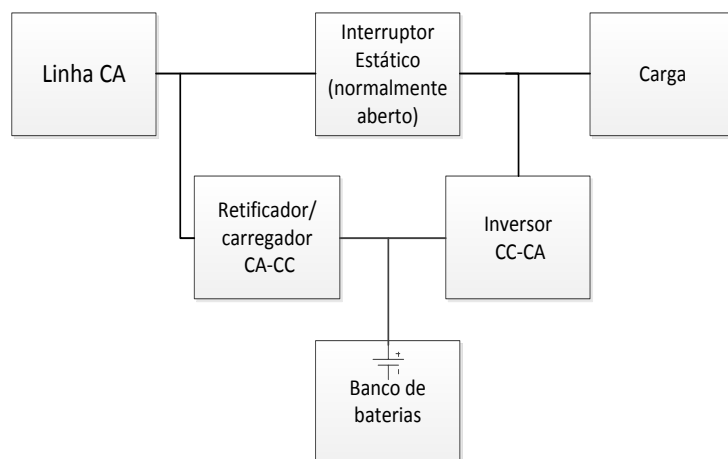 Linha CA
Interruptor
Estático
(normalmente
aberto)
Carga
Retificador/
carregador
CA-CC
Inversor
CC-CA
+
-
Banco de
baterias